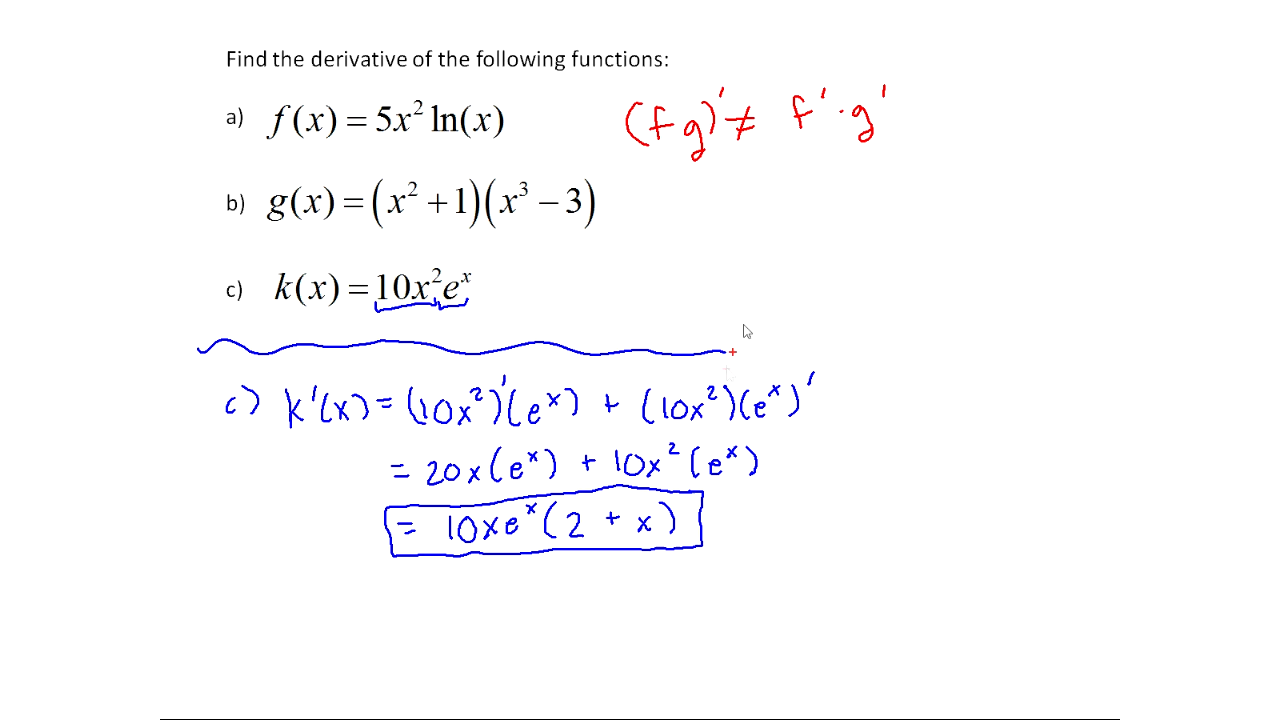 Find the derivative of the following functions:
a) f(x) = 5x² ln(x) (fg)' ≠ f' · g'
b) g(x) = (x² + 1)(x³ − 3)
c) k(x) = 10x²eˣ
c) k'(x) = (10x²)'(eˣ) + (10x²)(eˣ)'
= 20x(eˣ) + 10x²(eˣ)
= 10xeˣ(2 + x)